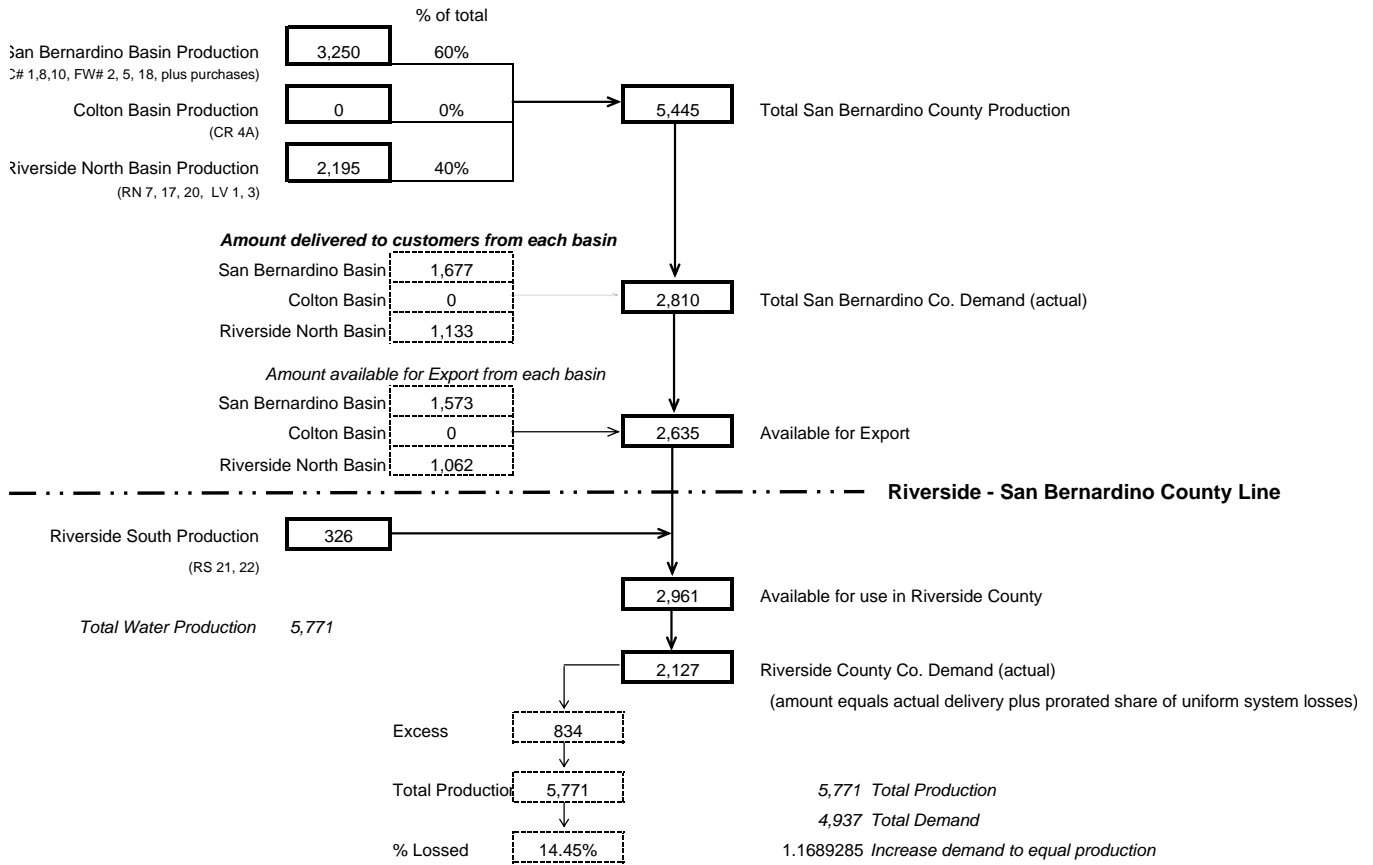 % of total
San Bernardino Basin Production 3,250 60%
C# 1,8,10, FW# 2, 5, 18, plus purchases)
Colton Basin Production 0 0% 5,445 Total San Bernardino County Production
(CR 4A)
Riverside North Basin Production 2,195 40%
(RN 7, 17, 20, LV 1, 3)
Amount delivered to customers from each basin
San Bernardino Basin 1,677
Colton Basin 0 2,810 Total San Bernardino Co. Demand (actual)
Riverside North Basin 1,133
Amount available for Export from each basin
San Bernardino Basin 1,573
Colton Basin 0 2,635 Available for Export
Riverside North Basin 1,062
Riverside - San Bernardino County Line
Riverside South Production 326
(RS 21, 22)
2,961 Available for use in Riverside County
Total Water Production 5,771
2,127 Riverside County Co. Demand (actual)
(amount equals actual delivery plus prorated share of uniform system losses)
Excess 834
Total Production 5,771 5,771 Total Production
4,937 Total Demand
% Lossed 14.45% 1.1689285 Increase demand to equal production